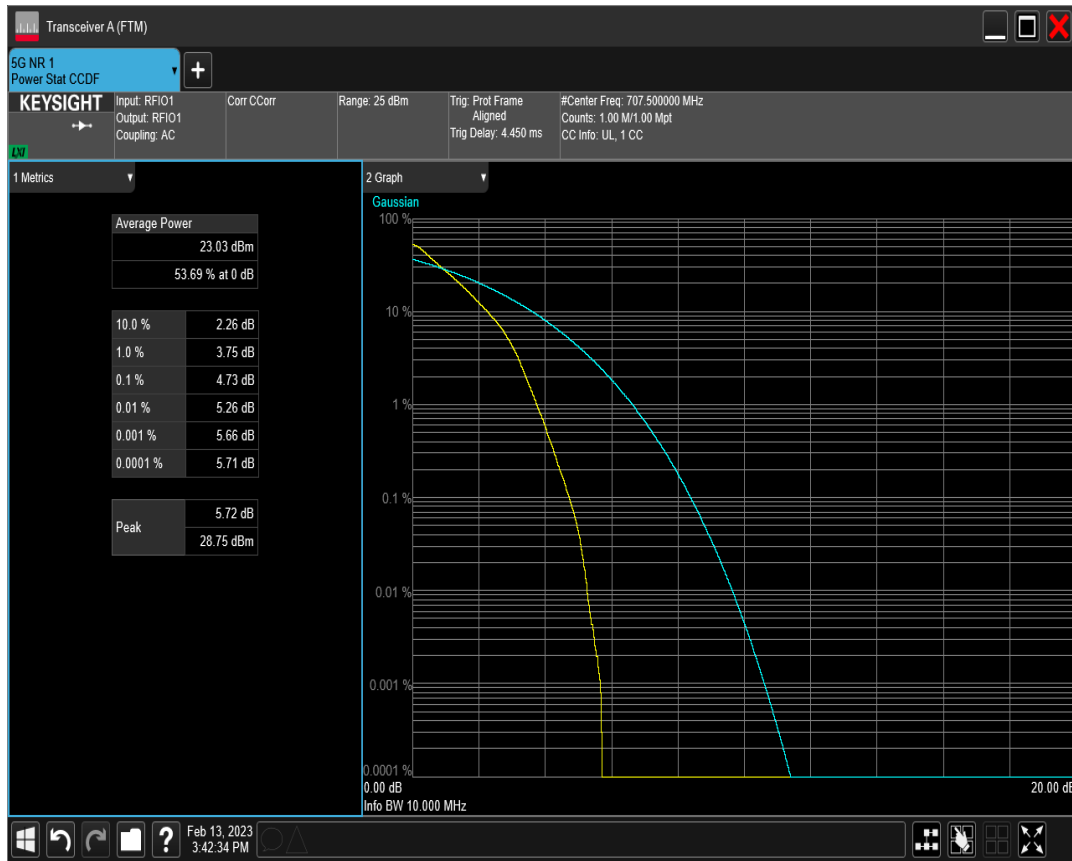 Transceiver A (FTM)
5G NR 1
Power Stat CCDF
+
KEYSIGHT
LXI
Input: RFIO1
Output: RFIO1
Coupling: AC
Corr CCorr
Range: 25 dBm
Trig: Prot Frame
Aligned
Trig Delay: 4.450 ms
#Center Freq: 707.500000 MHz
Counts: 1.00 M/1.00 Mpt
CC Info: UL, 1 CC
1 Metrics
Average Power
23.03 dBm
53.69 % at 0 dB
10.0 % 2.26 dB
1.0 % 3.75 dB
0.1 % 4.73 dB
0.01 % 5.26 dB
0.001 % 5.66 dB
0.0001 % 5.71 dB
Peak
5.72 dB
28.75 dBm
2 Graph
Gaussian
100 %
10 %
1 %
0.1 %
0.01 %
0.001 %
0.0001 %
0.00 dB 20.00 dB
Info BW 10.000 MHz
?
Feb 13, 2023
3:42:34 PM